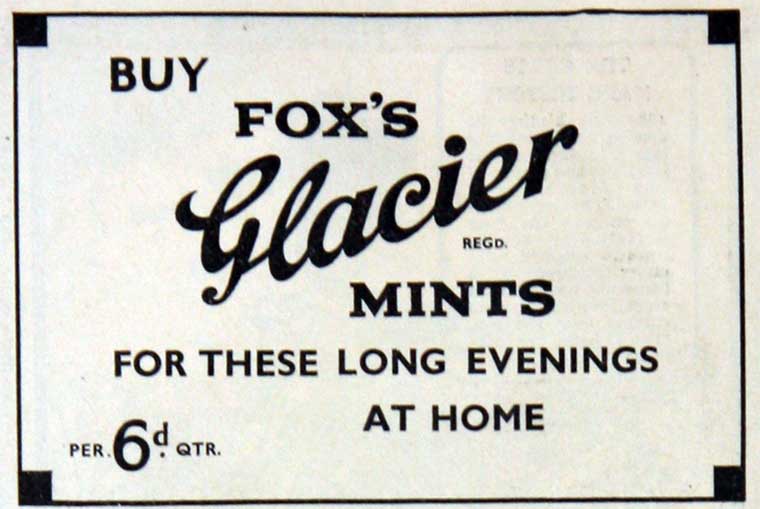 BUY
FOX'S
Glacier
REGD.
MINTS
FOR THESE LONG EVENINGS
AT HOME
PER. 6d. QTR.